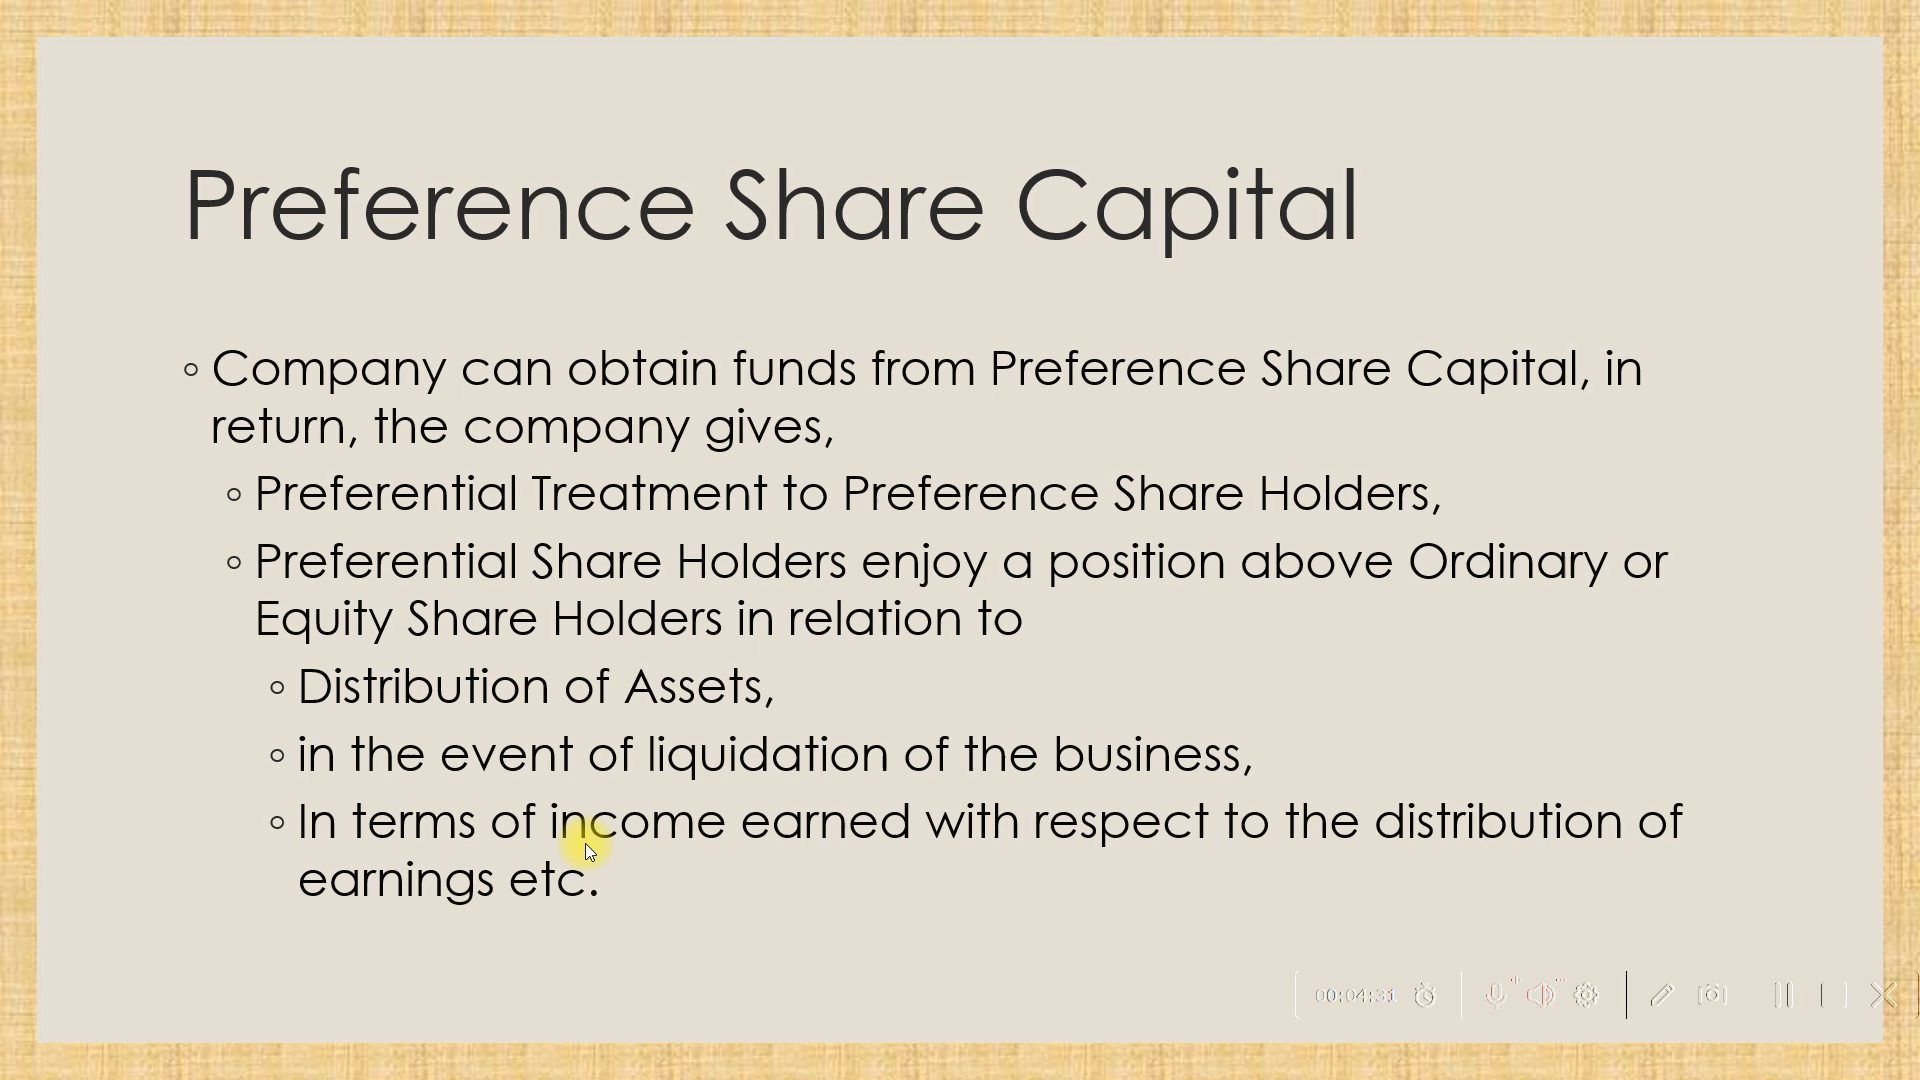 Preference Share Capital
◦ Company can obtain funds from Preference Share Capital, in
return, the company gives,
◦ Preferential Treatment to Preference Share Holders,
◦ Preferential Share Holders enjoy a position above Ordinary or
Equity Share Holders in relation to
◦ Distribution of Assets,
◦ in the event of liquidation of the business,
◦ In terms of income earned with respect to the distribution of
earnings etc.
00:04:31